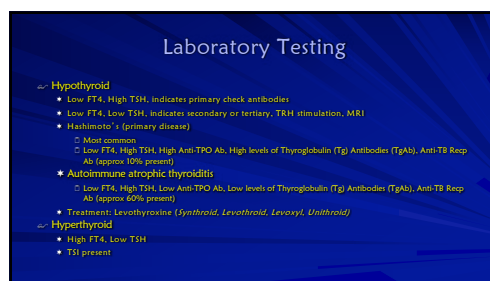 Laboratory Testing
Hypothyroid
Low FT4, High TSH, indicates primary check antibodies
Low FT4, Low TSH, indicates secondary or tertiary, TRH stimulation, MRI
Hashimoto's (primary disease)
Most common
Low FT4, High TSH, High Anti-TPO Ab, High levels of Thyroglobulin (Tg) Antibodies (TgAb), Anti-TB Recp
Ab (approx 10% present)
Autoimmune atrophic thyroiditis
Low FT4, High TSH, Low Anti-TPO Ab, Low levels of Thyroglobulin (Tg) Antibodies (TgAb), Anti-TB Recp
Ab (approx 60% present)
Treatment: Levothyroxine (Synthroid, Levothroid, Levoxyl, Unithroid)
Hyperthyroid
High FT4, Low TSH
TSI present